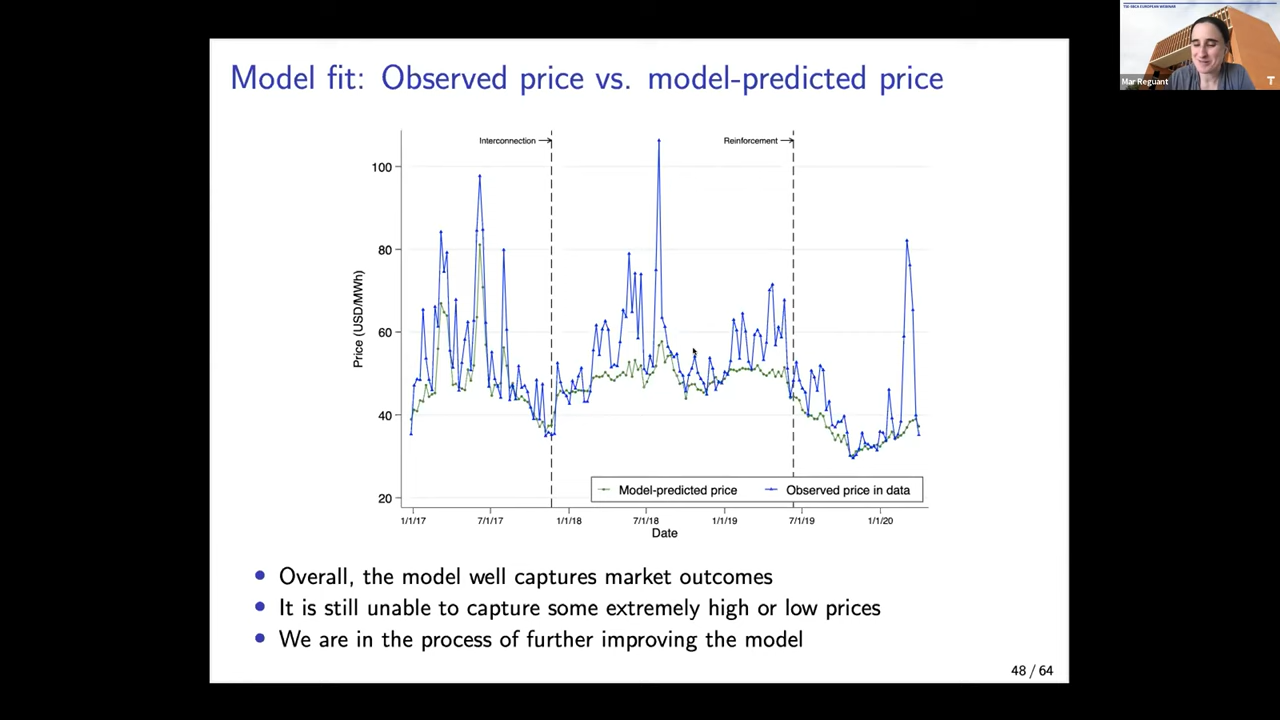 TSE-BECA EUROPEAN WEBINAR
Mar Reguant
T
Model fit: Observed price vs. model-predicted price
Interconnection →
Reinforcement →
100
80
60
40
20
Price (USD/MWh)
Model-predicted price
Observed price in data
1/1/17 7/1/17 1/1/18 7/1/18 1/1/19 7/1/19 1/1/20
Date
• Overall, the model well captures market outcomes
• It is still unable to capture some extremely high or low prices
• We are in the process of further improving the model
48 / 64